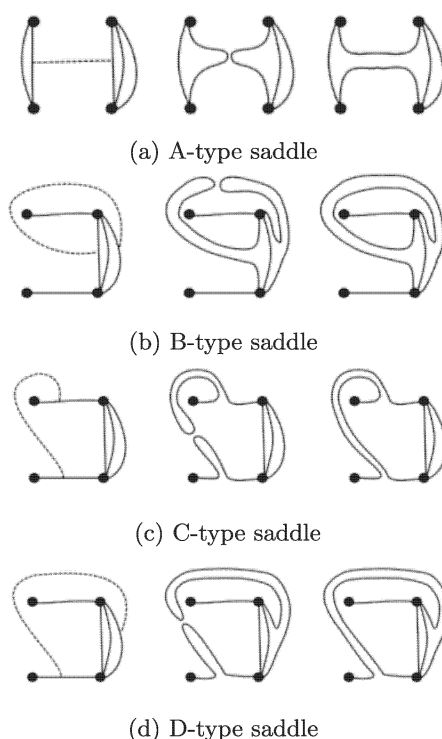 (a) A-type saddle
(b) B-type saddle
(c) C-type saddle
(d) D-type saddle